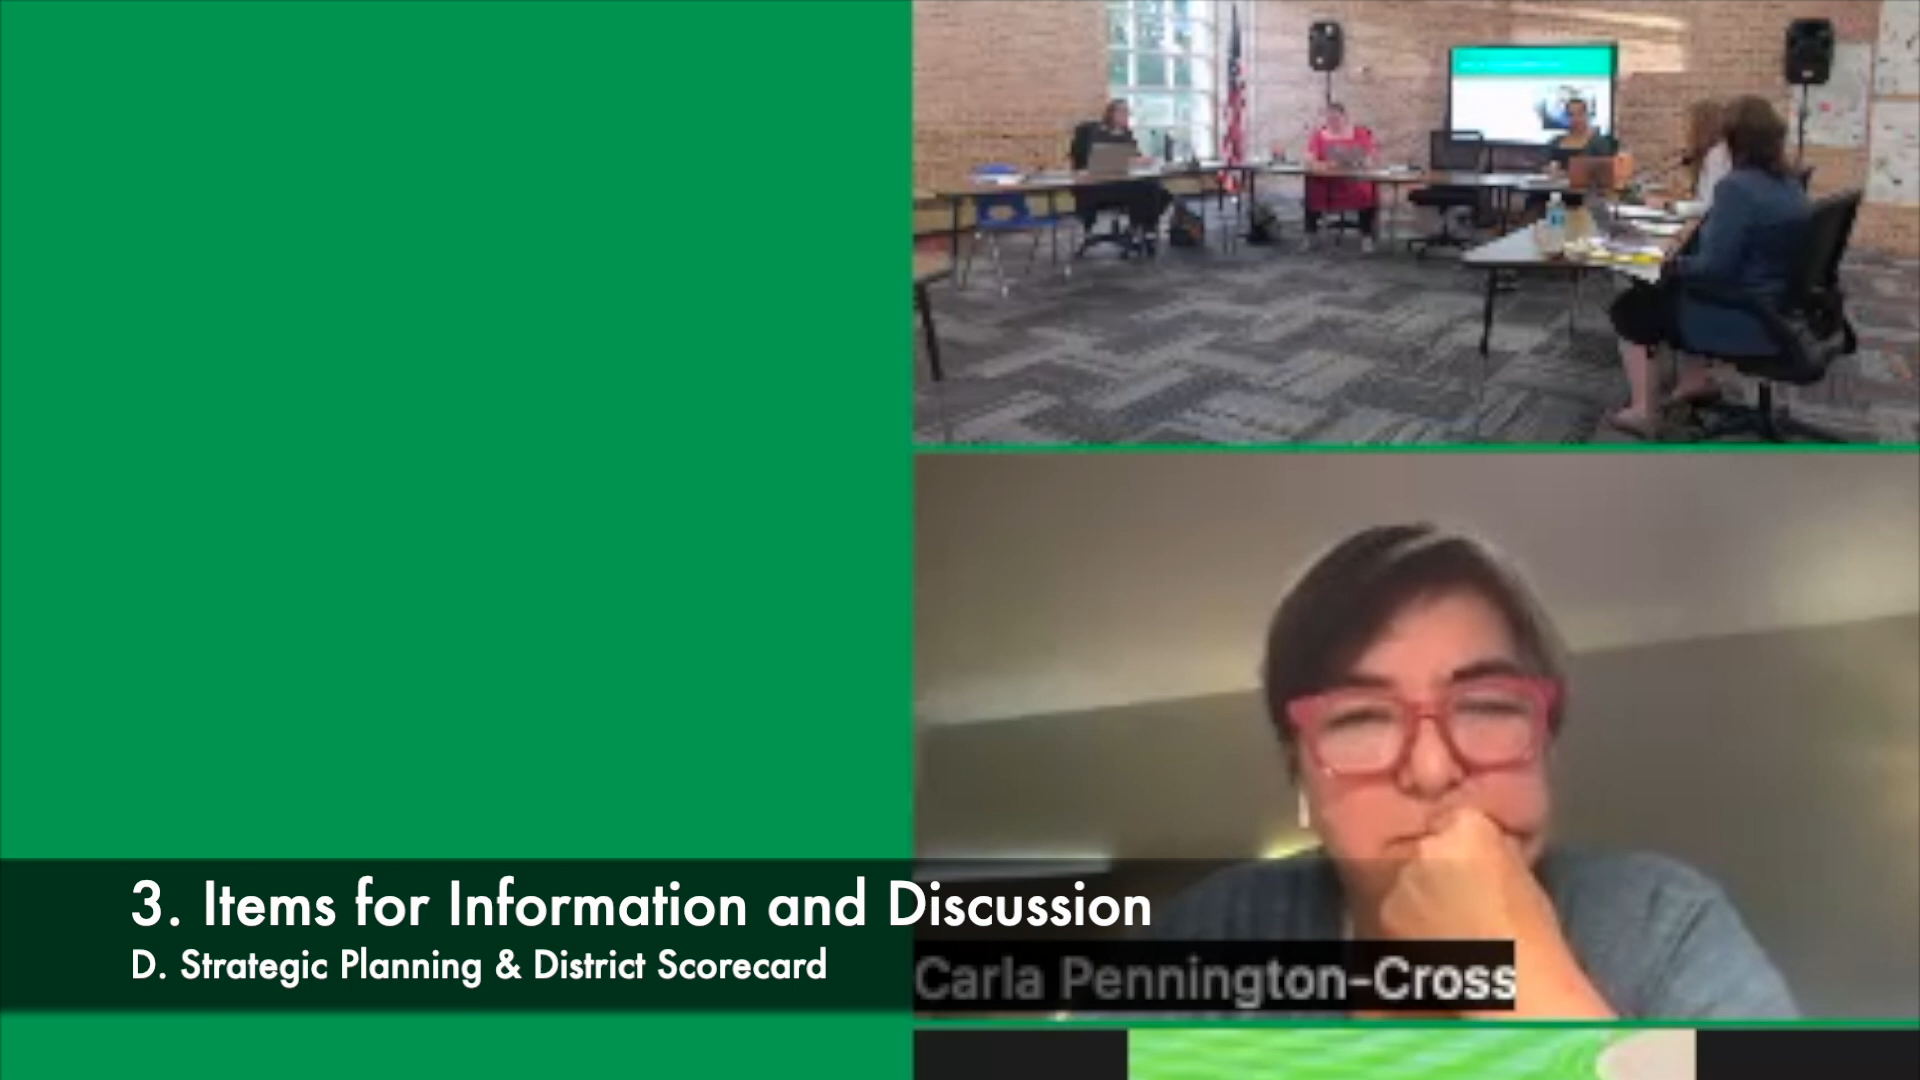 3. Items for Information and Discussion
D. Strategic Planning & District Scorecard
Carla Pennington-Cross